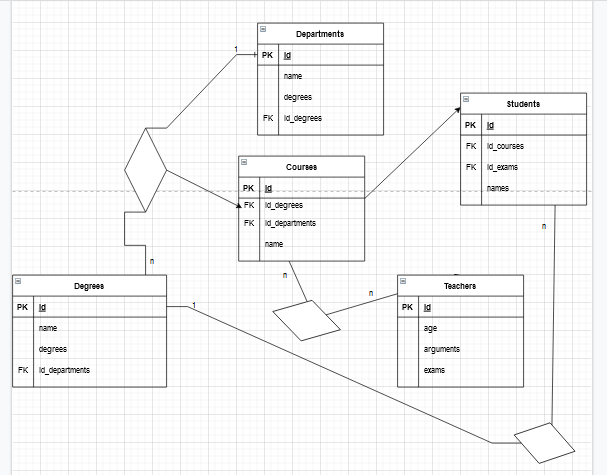 Departments
1
PK Id
name
degrees
FK Id_degrees
Students
PK Id
FK Id_courses
FK Id_exams
names
n
Courses
PK Id
FK Id_degrees
FK Id_departments
name
n
n
n
Degrees
PK Id
name
degrees
FK Id_departments
1
Teachers
PK Id
age
arguments
exams